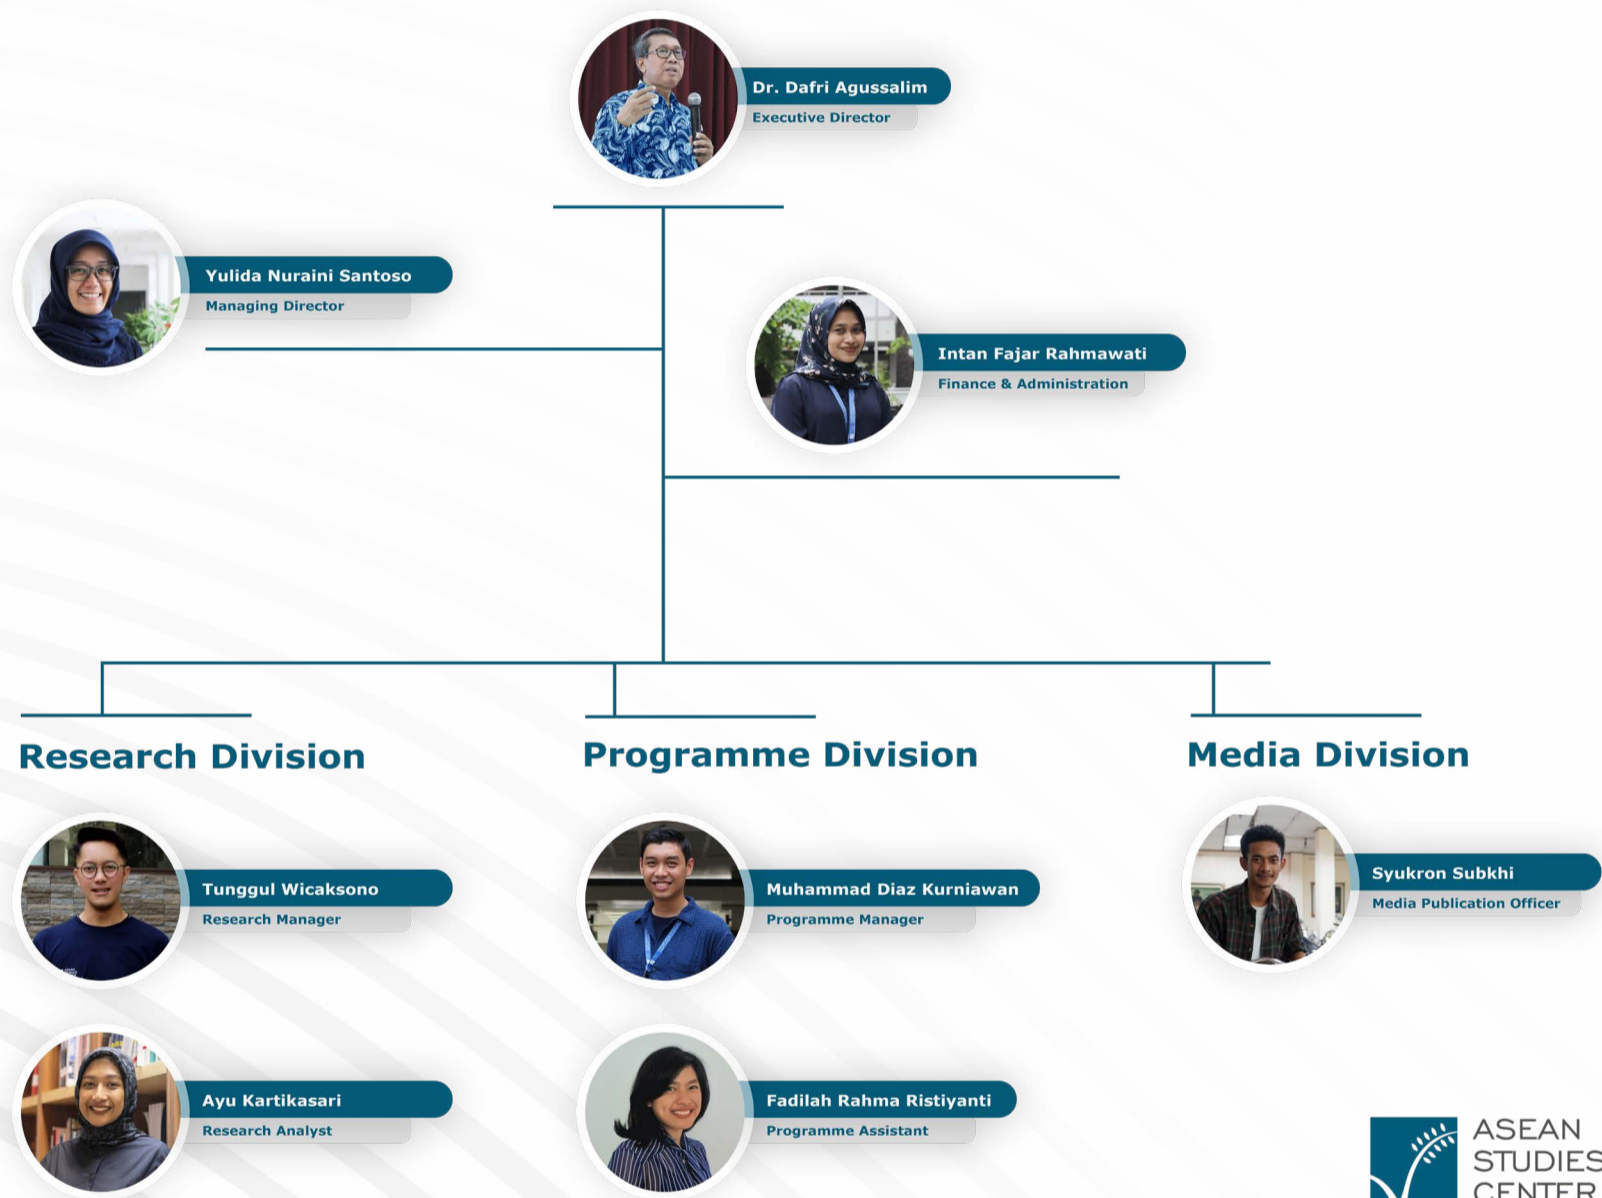 Dr. Dafri Agussalim
Executive Director
Yulida Nuraini Santoso
Managing Director
Intan Fajar Rahmawati
Finance & Administration
Research Division
Programme Division
Media Division
Tunggul Wicaksono
Research Manager
Muhammad Diaz Kurniawan
Programme Manager
Syukron Subkhi
Media Publication Officer
Ayu Kartikasari
Research Analyst
Fadilah Rahma Ristiyanti
Programme Assistant
ASEAN
STUDIES
CENTER